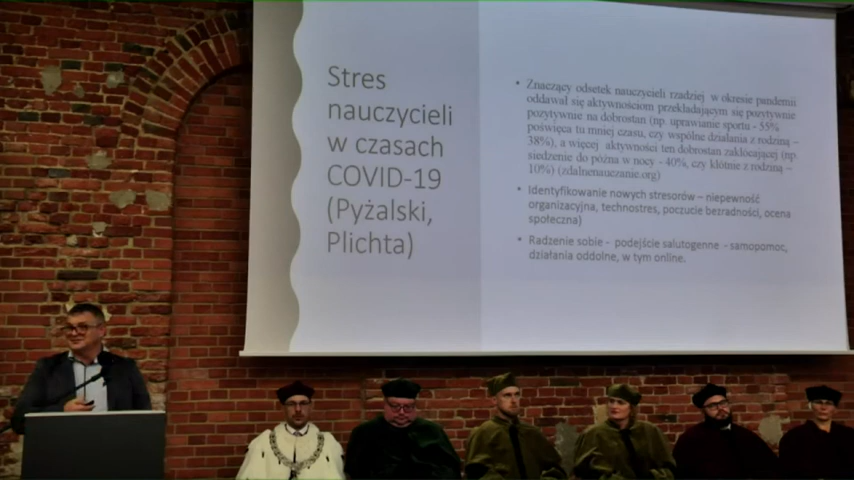 Stres
nauczycieli
w czasach
COVID-19
(Pyżalski,
Plichta)
• Znaczący odsetek nauczycieli rzadziej w okresie pandemii
oddawał się aktywnościom przekładającym się pozytywnie
pozytywnie na dobrostan (np. uprawianie sportu - 55%
poświęca tu mniej czasu, czy wspólne działania z rodziną –
38%), a więcej aktywności ten dobrostan zakłócającej (np
siedzenie do późna w nocy - 40%, czy kłótnie z rodziną –
10%) (zdalnenauczanie.org)
• Identyfikowanie nowych stresorów – niepewność
organizacyjna, technostres, poczucie bezradności, ocena
społeczna)
• Radzenie sobie - podejście salutogenne - samopomoc,
działania oddolne, w tym online.